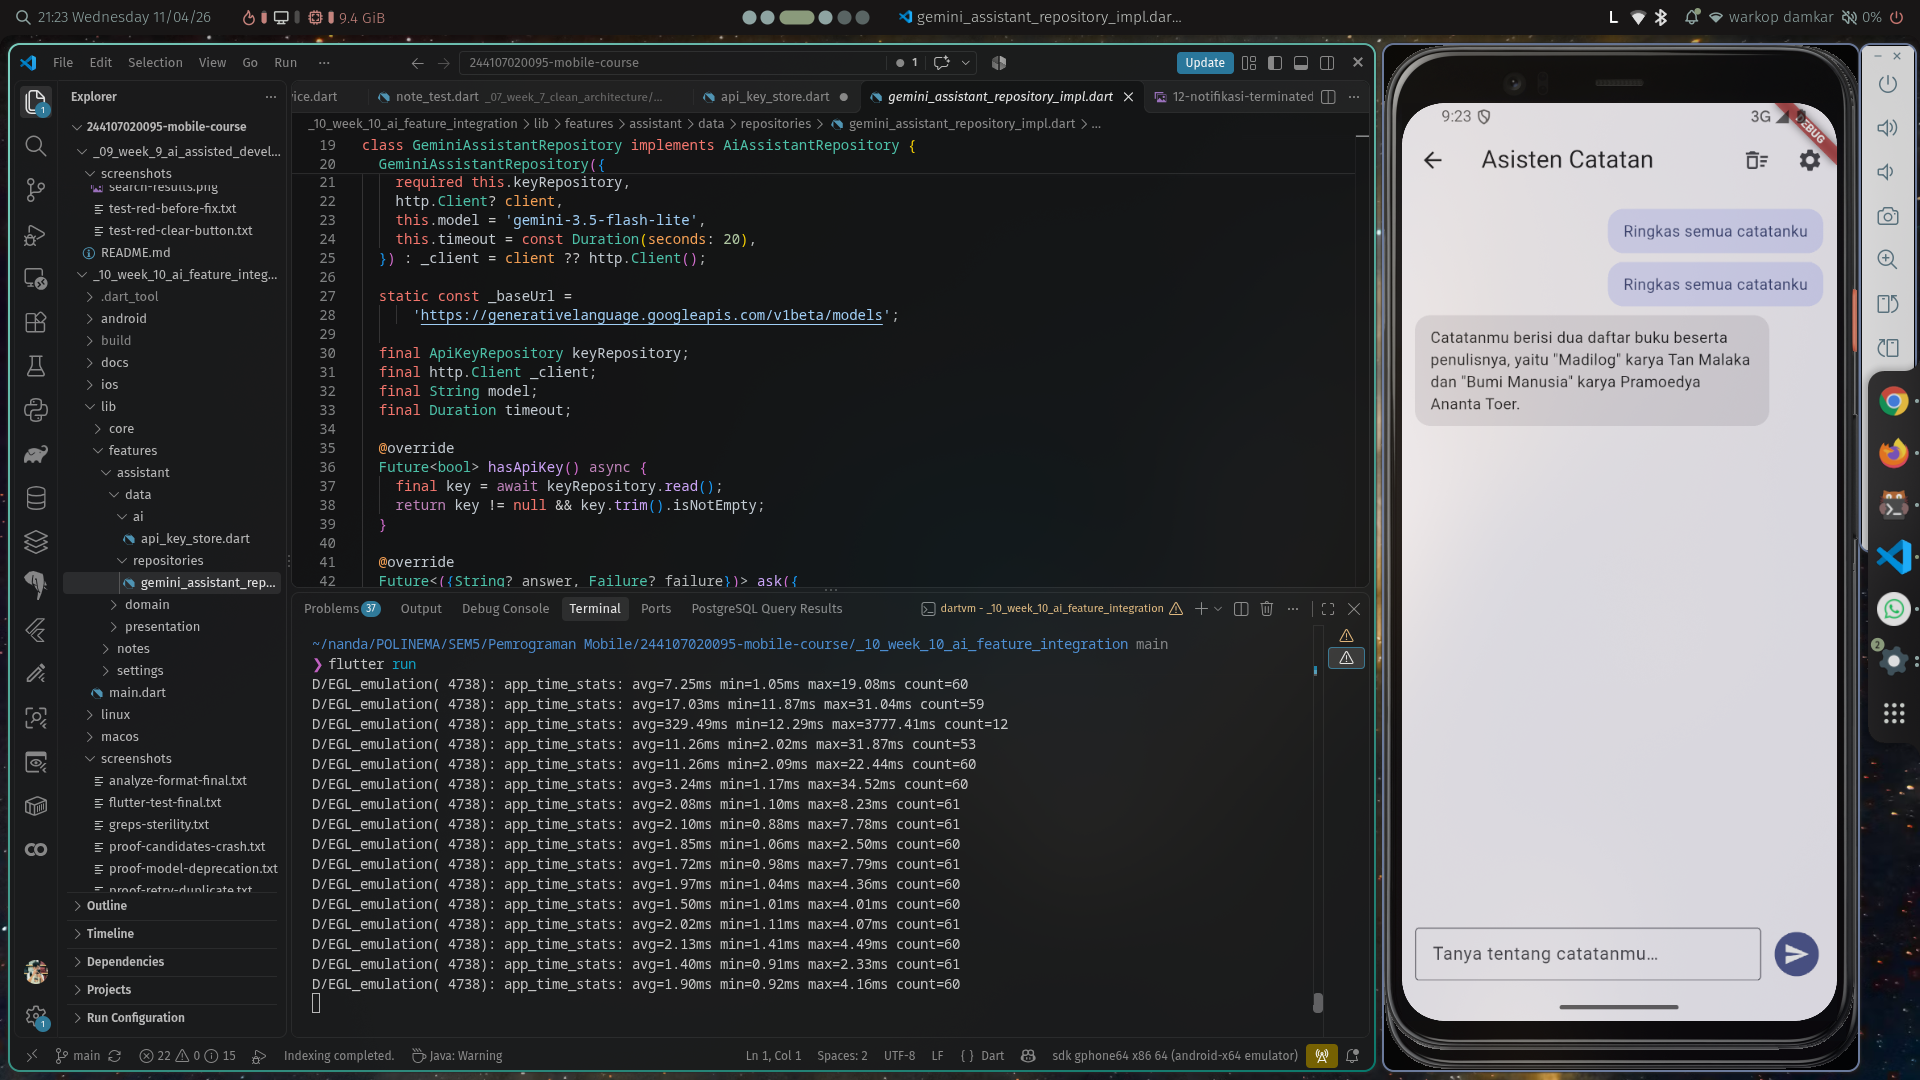 21:23 Wednesday 11/04/26
9.4 GiB
gemini_assistant_repository_impl.dar...
L
warkop damkar
0%
File Edit Selection View Go Run ...
244107020095-mobile-course
1
Update
Explorer
244107020095-mobile-course
_09_week_9_ai_assisted_devel...
screenshots
search-results.png
test-red-before-fix.txt
test-red-clear-button.txt
README.md
_10_week_10_ai_feature_integ...
.dart_tool
android
build
docs
ios
lib
core
features
assistant
data
ai
api_key_store.dart
repositories
gemini_assistant_rep...
domain
presentation
notes
settings
main.dart
linux
macos
screenshots
analyze-format-final.txt
flutter-test-final.txt
greps-sterility.txt
proof-candidates-crash.txt
proof-model-deprecation.txt
proof-retry-duplicate.txt
Outline
Timeline
Dependencies
Projects
Run Configuration
ice.dart
note_test.dart _07_week_7_clean_architecture/...
api_key_store.dart
gemini_assistant_repository_impl.dart
12-notifikasi-terminated
_10_week_10_ai_feature_integration > lib > features > assistant > data > repositories > gemini_assistant_repository_impl.dart > ...
19 class GeminiAssistantRepository implements AiAssistantRepository {
20 GeminiAssistantRepository({
21 required this.keyRepository,
22 http.Client? client,
23 this.model = 'gemini-3.5-flash-lite',
24 this.timeout = const Duration(seconds: 20),
25 }) : _client = client ?? http.Client();
26
27 static const _baseUrl =
28 'https://generativelanguage.googleapis.com/v1beta/models';
29
30 final ApiKeyRepository keyRepository;
31 final http.Client _client;
32 final String model;
33 final Duration timeout;
34
35 @override
36 Future<bool> hasApiKey() async {
37 final key = await keyRepository.read();
38 return key != null && key.trim().isNotEmpty;
39 }
40
41 @override
42 Future<({String? answer, Failure? failure})> ask({
Problems 37 Output Debug Console Terminal Ports PostgreSQL Query Results
dartvm - _10_week_10_ai_feature_integration
~/nanda/POLINEMA/SEM5/Pemrograman Mobile/244107020095-mobile-course/_10_week_10_ai_feature_integration main
❯ flutter run
D/EGL_emulation( 4738): app_time_stats: avg=7.25ms min=1.05ms max=19.08ms count=60
D/EGL_emulation( 4738): app_time_stats: avg=17.03ms min=11.87ms max=31.04ms count=59
D/EGL_emulation( 4738): app_time_stats: avg=329.49ms min=12.29ms max=3777.41ms count=12
D/EGL_emulation( 4738): app_time_stats: avg=11.26ms min=2.02ms max=31.87ms count=53
D/EGL_emulation( 4738): app_time_stats: avg=11.26ms min=2.09ms max=22.44ms count=60
D/EGL_emulation( 4738): app_time_stats: avg=3.24ms min=1.17ms max=34.52ms count=60
D/EGL_emulation( 4738): app_time_stats: avg=2.08ms min=1.10ms max=8.23ms count=61
D/EGL_emulation( 4738): app_time_stats: avg=2.10ms min=0.88ms max=7.78ms count=61
D/EGL_emulation( 4738): app_time_stats: avg=1.85ms min=1.06ms max=2.50ms count=60
D/EGL_emulation( 4738): app_time_stats: avg=1.72ms min=0.98ms max=7.79ms count=61
D/EGL_emulation( 4738): app_time_stats: avg=1.97ms min=1.04ms max=4.36ms count=60
D/EGL_emulation( 4738): app_time_stats: avg=1.50ms min=1.01ms max=4.01ms count=60
D/EGL_emulation( 4738): app_time_stats: avg=2.02ms min=1.11ms max=4.07ms count=61
D/EGL_emulation( 4738): app_time_stats: avg=2.13ms min=1.41ms max=4.49ms count=60
D/EGL_emulation( 4738): app_time_stats: avg=1.40ms min=0.91ms max=2.33ms count=61
D/EGL_emulation( 4738): app_time_stats: avg=1.90ms min=0.92ms max=4.16ms count=60
main 22 0 15 Indexing completed. Java: Warning Ln 1, Col 1 Spaces: 2 UTF-8 LF { } Dart sdk gphone64 x86 64 (android-x64 emulator)
9:23
3G
DEBUG
Asisten Catatan
Ringkas semua catatanku
Ringkas semua catatanku
Catatanmu berisi dua daftar buku beserta
penulisnya, yaitu "Madilog" karya Tan Malaka
dan "Bumi Manusia" karya Pramoedya
Ananta Toer.
Tanya tentang catatanmu...
2